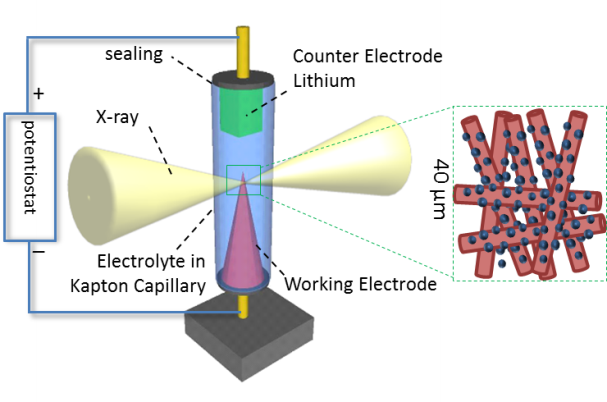 sealing
Counter Electrode
Lithium
+
X-ray
potentiostat
40 µm
−
Electrolyte in
Kapton Capillary
Working Electrode